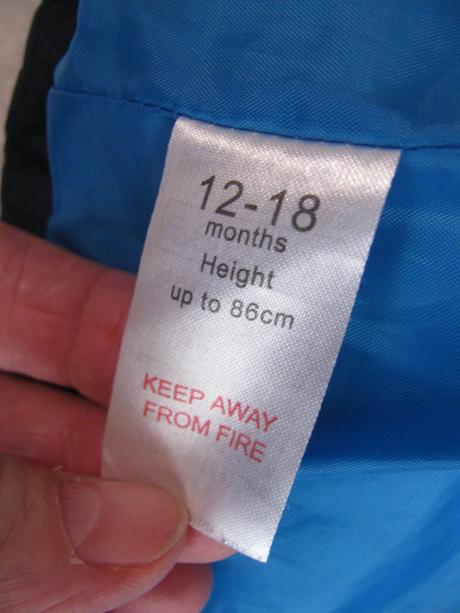 12-18
months
Height
up to 86cm
KEEP AWAY
FROM FIRE